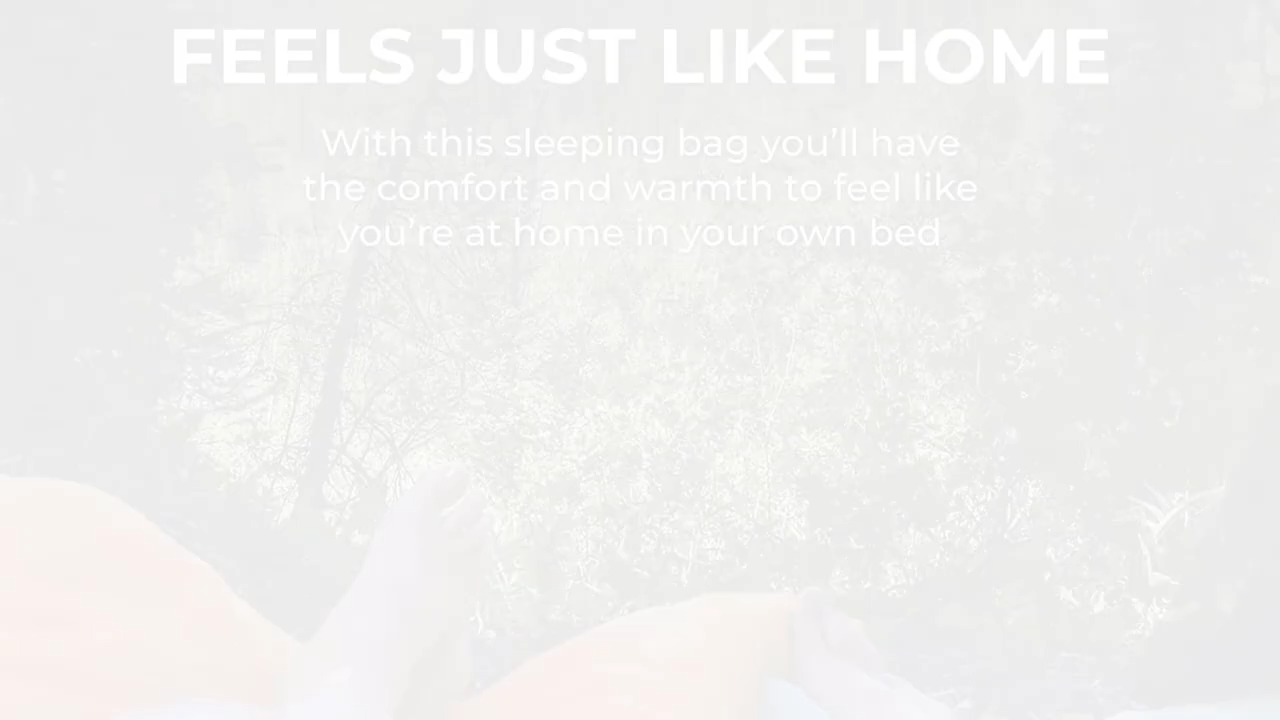 FEELS JUST LIKE HOME
With this sleeping bag you’ll have
the comfort and warmth to feel like
you’re at home in your own bed